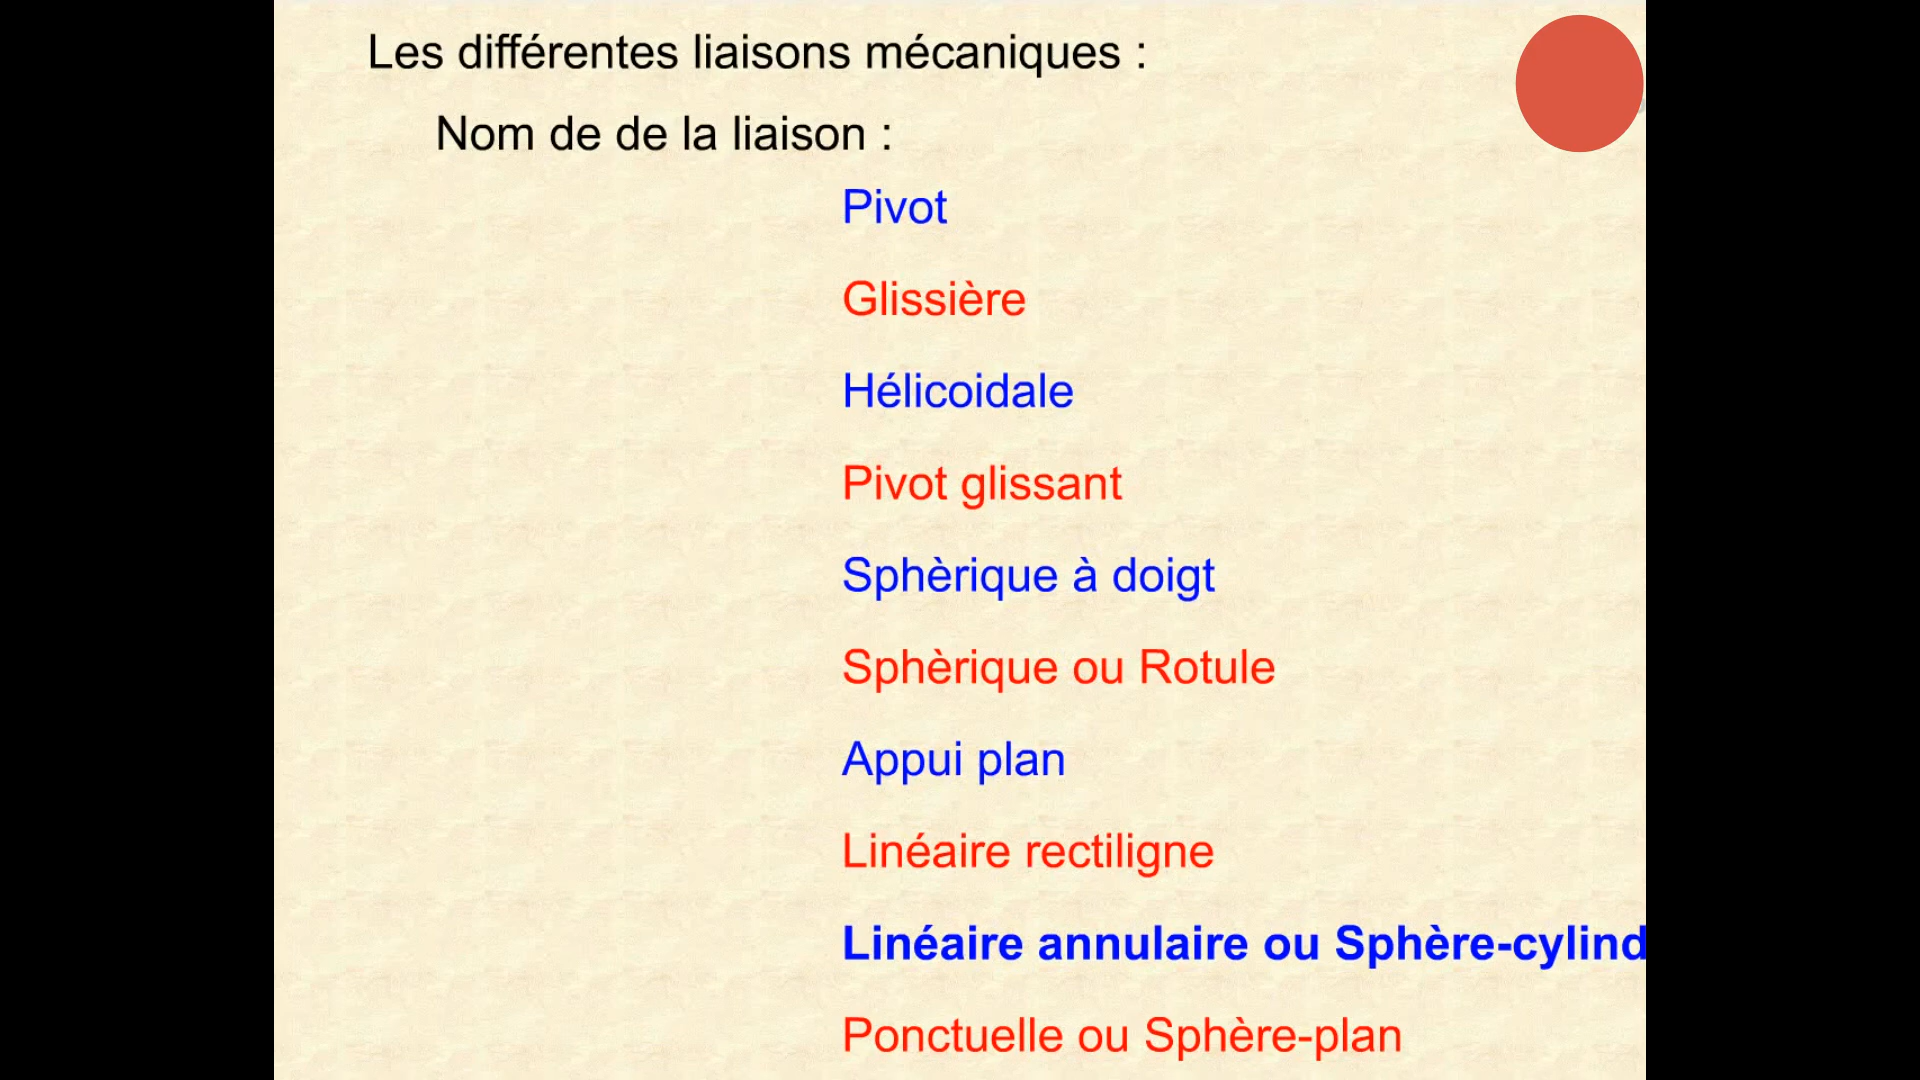 Les différentes liaisons mécaniques :
Nom de de la liaison :
Pivot
Glissière
Hélicoidale
Pivot glissant
Sphèrique à doigt
Sphèrique ou Rotule
Appui plan
Linéaire rectiligne
Linéaire annulaire ou Sphère-cylind
Ponctuelle ou Sphère-plan